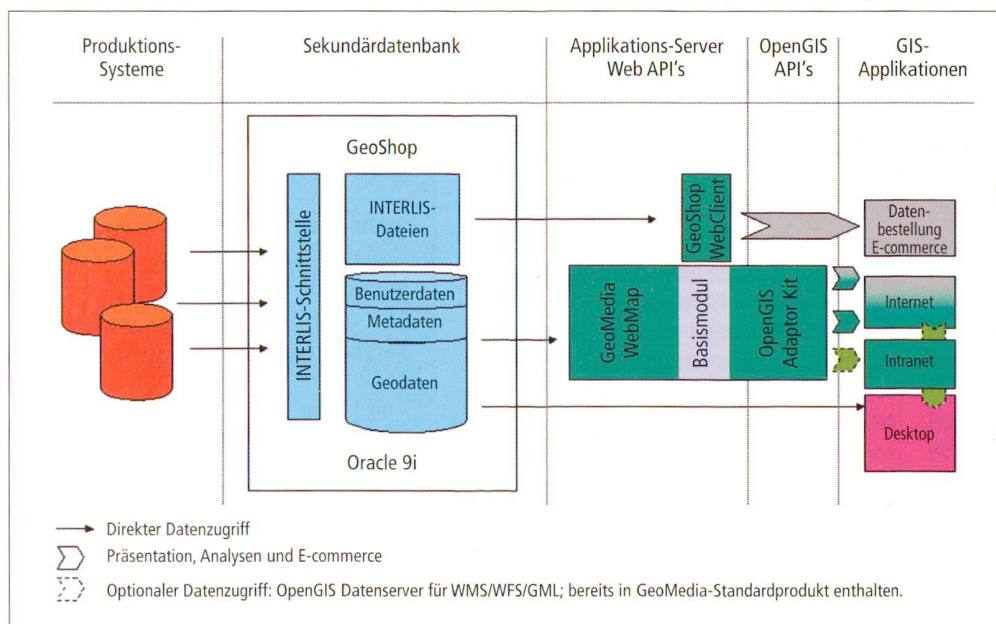 Produktions-
Systeme
Sekundärdatenbank
Applikations-Server
Web API's
OpenGIS
API's
GIS-
Applikationen
GeoShop
INTERLIS-Schnittstelle
INTERLIS-
Dateien
Benutzerdaten
Metadaten
Geodaten
Oracle 9i
GeoShop
WebClient
GeoMedia
WebMap
Basismodul
OpenGIS
Adaptor Kit
Daten-
bestellung
E-commerce
Internet
Intranet
Desktop
Direkter Datenzugriff
Präsentation, Analysen und E-commerce
Optionaler Datenzugriff: OpenGIS Datenserver für WMS/WFS/GML; bereits in GeoMedia-Standardprodukt enthalten.